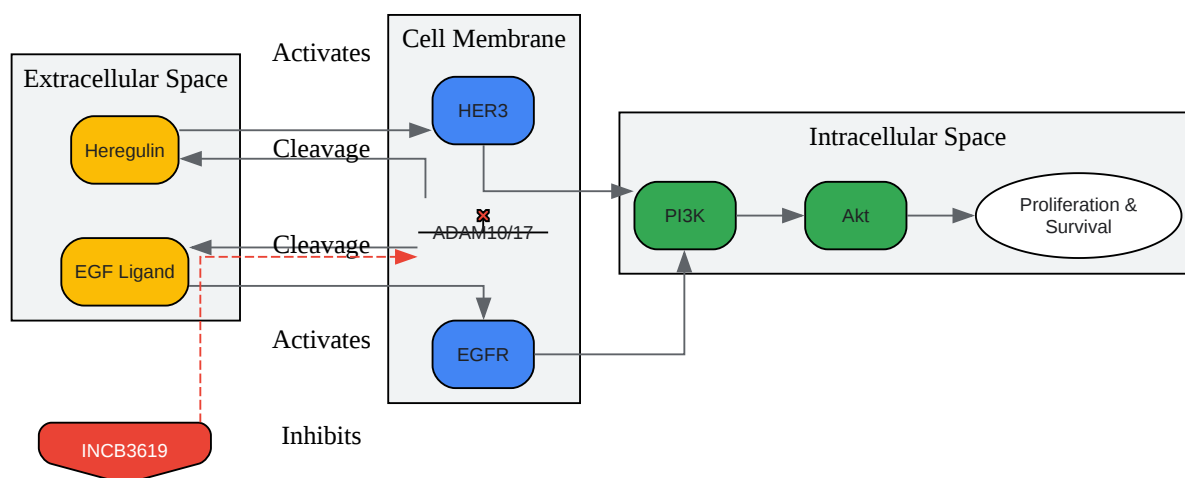 Activates
Cell Membrane
Extracellular Space
HER3
Intracellular Space
Heregulin
Cleavage
PI3K
Akt
Proliferation &
Survival
ADAM10/17
Cleavage
EGF Ligand
Activates
EGFR
Inhibits
INCB3619